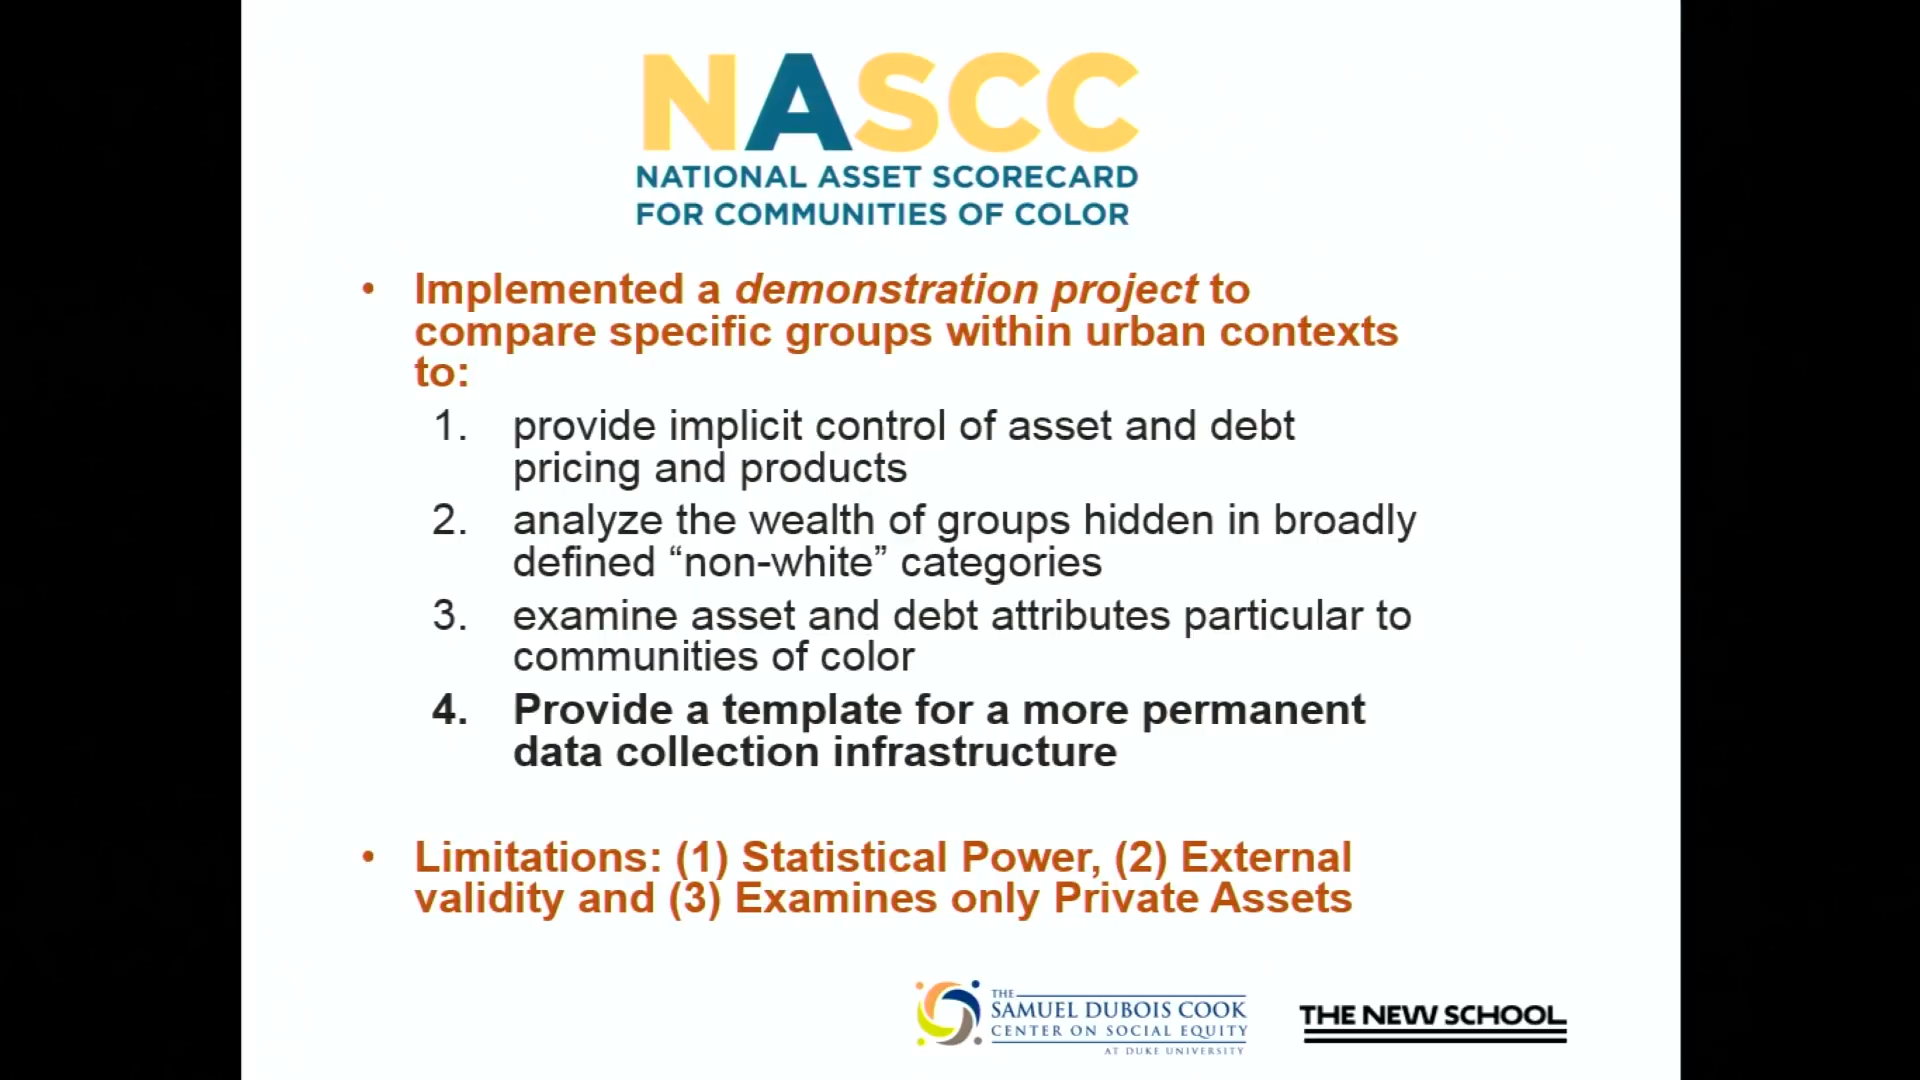 NASCC
NATIONAL ASSET SCORECARD
FOR COMMUNITIES OF COLOR
• Implemented a demonstration project to
compare specific groups within urban contexts
to:
1. provide implicit control of asset and debt
pricing and products
2. analyze the wealth of groups hidden in broadly
defined “non-white” categories
3. examine asset and debt attributes particular to
communities of color
4. Provide a template for a more permanent
data collection infrastructure
• Limitations: (1) Statistical Power, (2) External
validity and (3) Examines only Private Assets
THE
SAMUEL DUBOIS COOK
CENTER ON SOCIAL EQUITY
AT DUKE UNIVERSITY
THE NEW SCHOOL